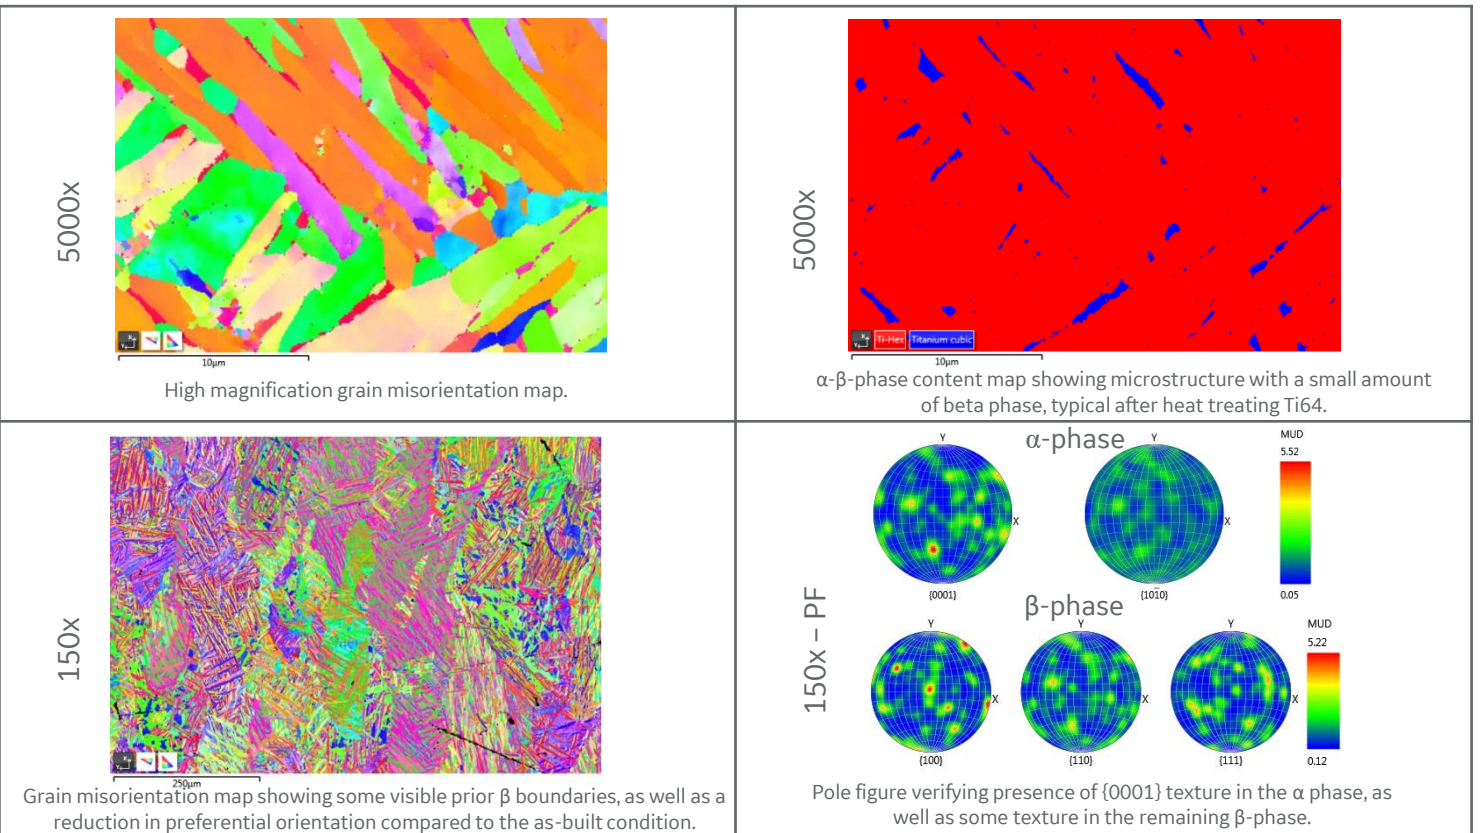 5000x
X
Y
10µm
High magnification grain misorientation map.
5000x
X
Y
Ti-Hex Titanium cubic
10µm
α-β-phase content map showing microstructure with a small amount
of beta phase, typical after heat treating Ti64.
150x
X
Y
250µm
Grain misorientation map showing some visible prior β boundaries, as well as a
reduction in preferential orientation compared to the as-built condition.
150x – PF
α-phase
Y Y
X X
{0001} {101̄0}
MUD
5.52
0.05
β-phase
Y Y Y
X X X
{100} {110} {111}
MUD
5.22
0.12
Pole figure verifying presence of {0001} texture in the α phase, as
well as some texture in the remaining β-phase.